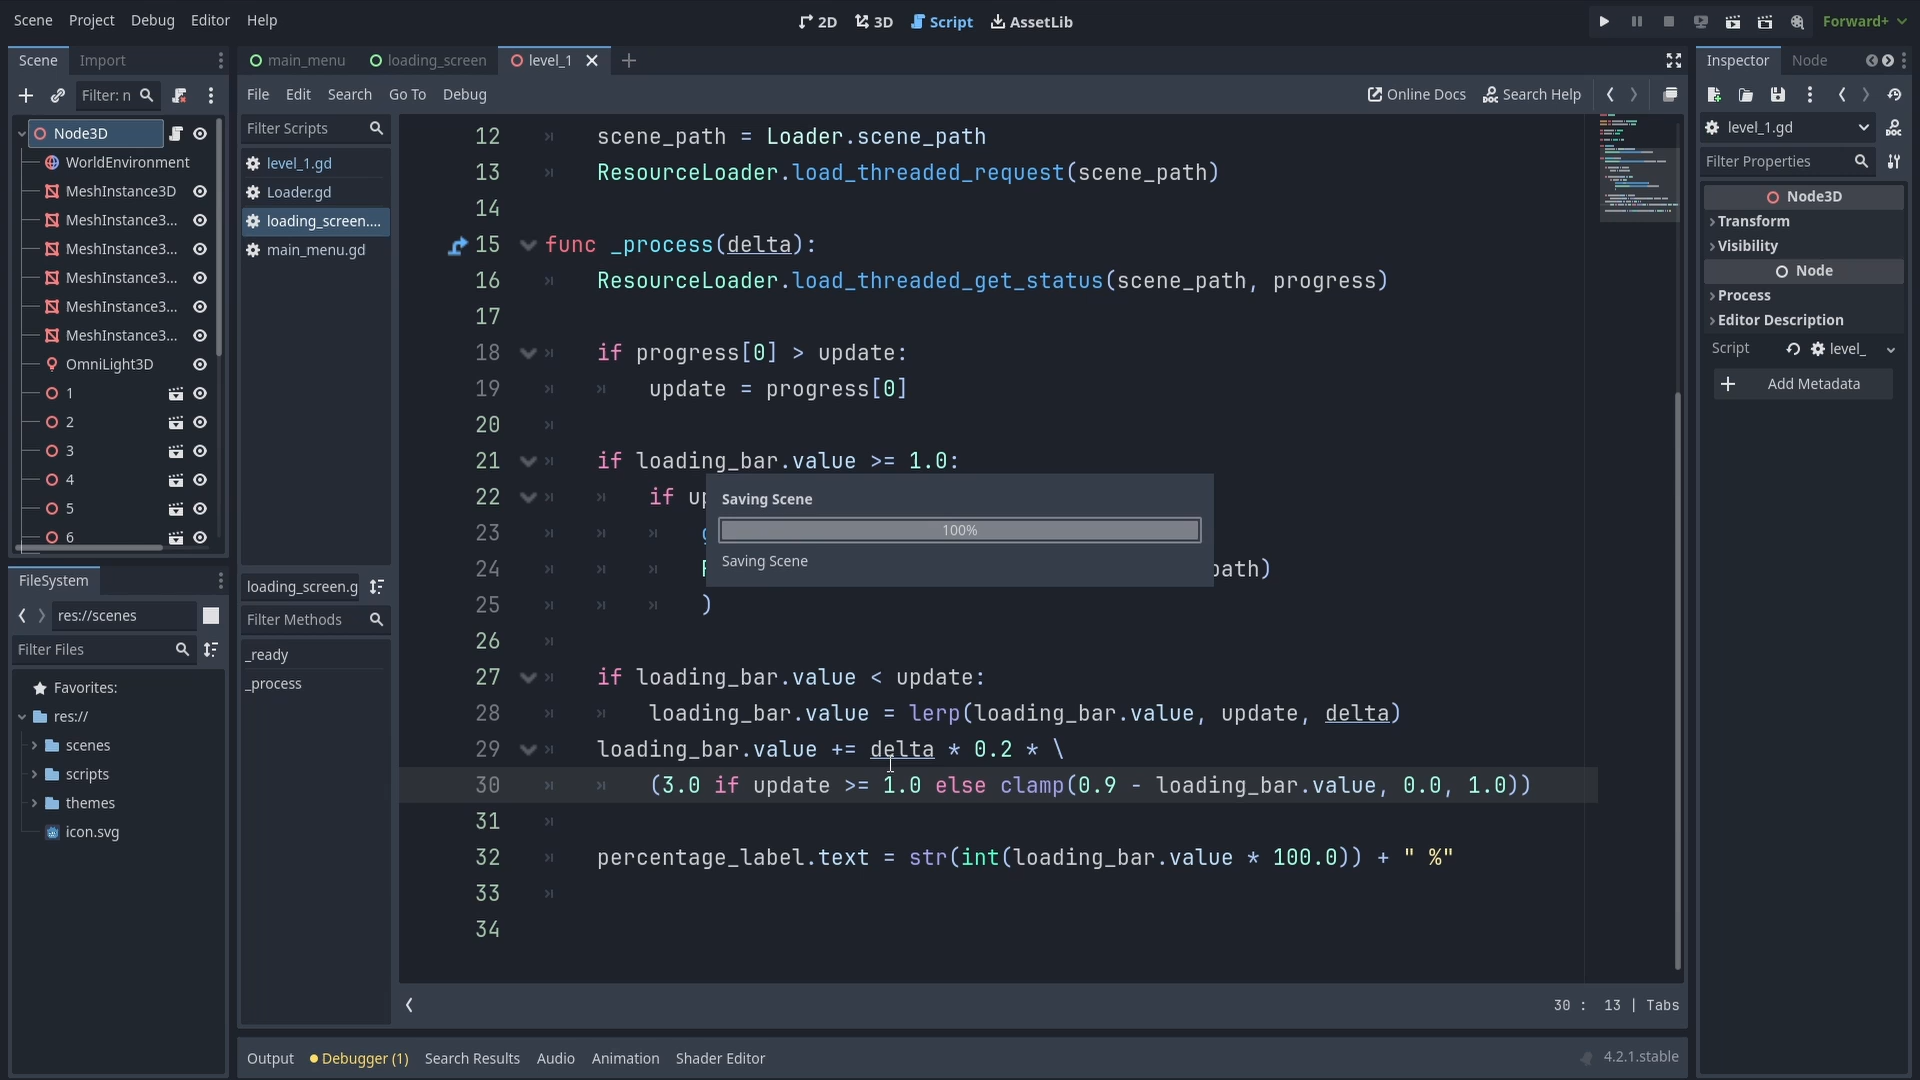 Scene Project Debug Editor Help
2D 3D Script AssetLib
Forward+
Scene Import
Filter: n
Node3D
WorldEnvironment
MeshInstance3D
MeshInstance3...
MeshInstance3...
MeshInstance3...
MeshInstance3...
MeshInstance3...
OmniLight3D
1
2
3
4
5
6
FileSystem
res://scenes
Filter Files
Favorites:
res://
scenes
scripts
themes
icon.svg
main_menu loading_screen level_1
File Edit Search Go To Debug
Online Docs Search Help
Filter Scripts
level_1.gd
Loader.gd
loading_screen....
main_menu.gd
loading_screen.g
Filter Methods
_ready
_process
12 scene_path = Loader.scene_path
13 ResourceLoader.load_threaded_request(scene_path)
14
15 func _process(delta):
16 ResourceLoader.load_threaded_get_status(scene_path, progress)
17
18 if progress[0] > update:
19 update = progress[0]
20
21 if loading_bar.value >= 1.0:
22 if up
23
24 path)
25 )
26
27 if loading_bar.value < update:
28 loading_bar.value = lerp(loading_bar.value, update, delta)
29 loading_bar.value += delta * 0.2 * \
30 (3.0 if update >= 1.0 else clamp(0.9 - loading_bar.value, 0.0, 1.0))
31
32 percentage_label.text = str(int(loading_bar.value * 100.0)) + " %"
33
34
Saving Scene
100%
Saving Scene
30 : 13 | Tabs
Output Debugger (1) Search Results Audio Animation Shader Editor
4.2.1.stable
Inspector Node
level_1.gd
Filter Properties
Node3D
Transform
Visibility
Node
Process
Editor Description
Script level_
Add Metadata